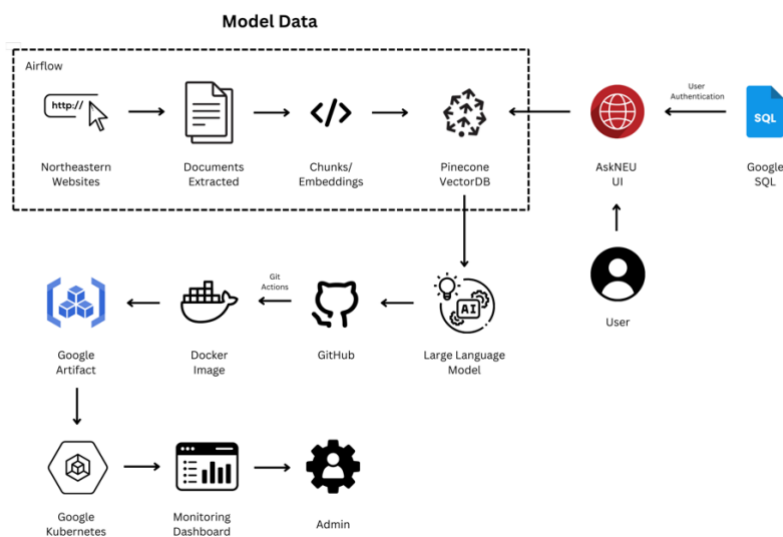 Model Data
Airflow
http://
Northeastern
Websites
Documents
Extracted
</>
Chunks/
Embeddings
Pinecone
VectorDB
AskNEU
UI
User
Authentication
SQL
Google
SQL
User
Google
Artifact
Docker
Image
Git
Actions
GitHub
AI
Large Language
Model
Google
Kubernetes
Monitoring
Dashboard
Admin